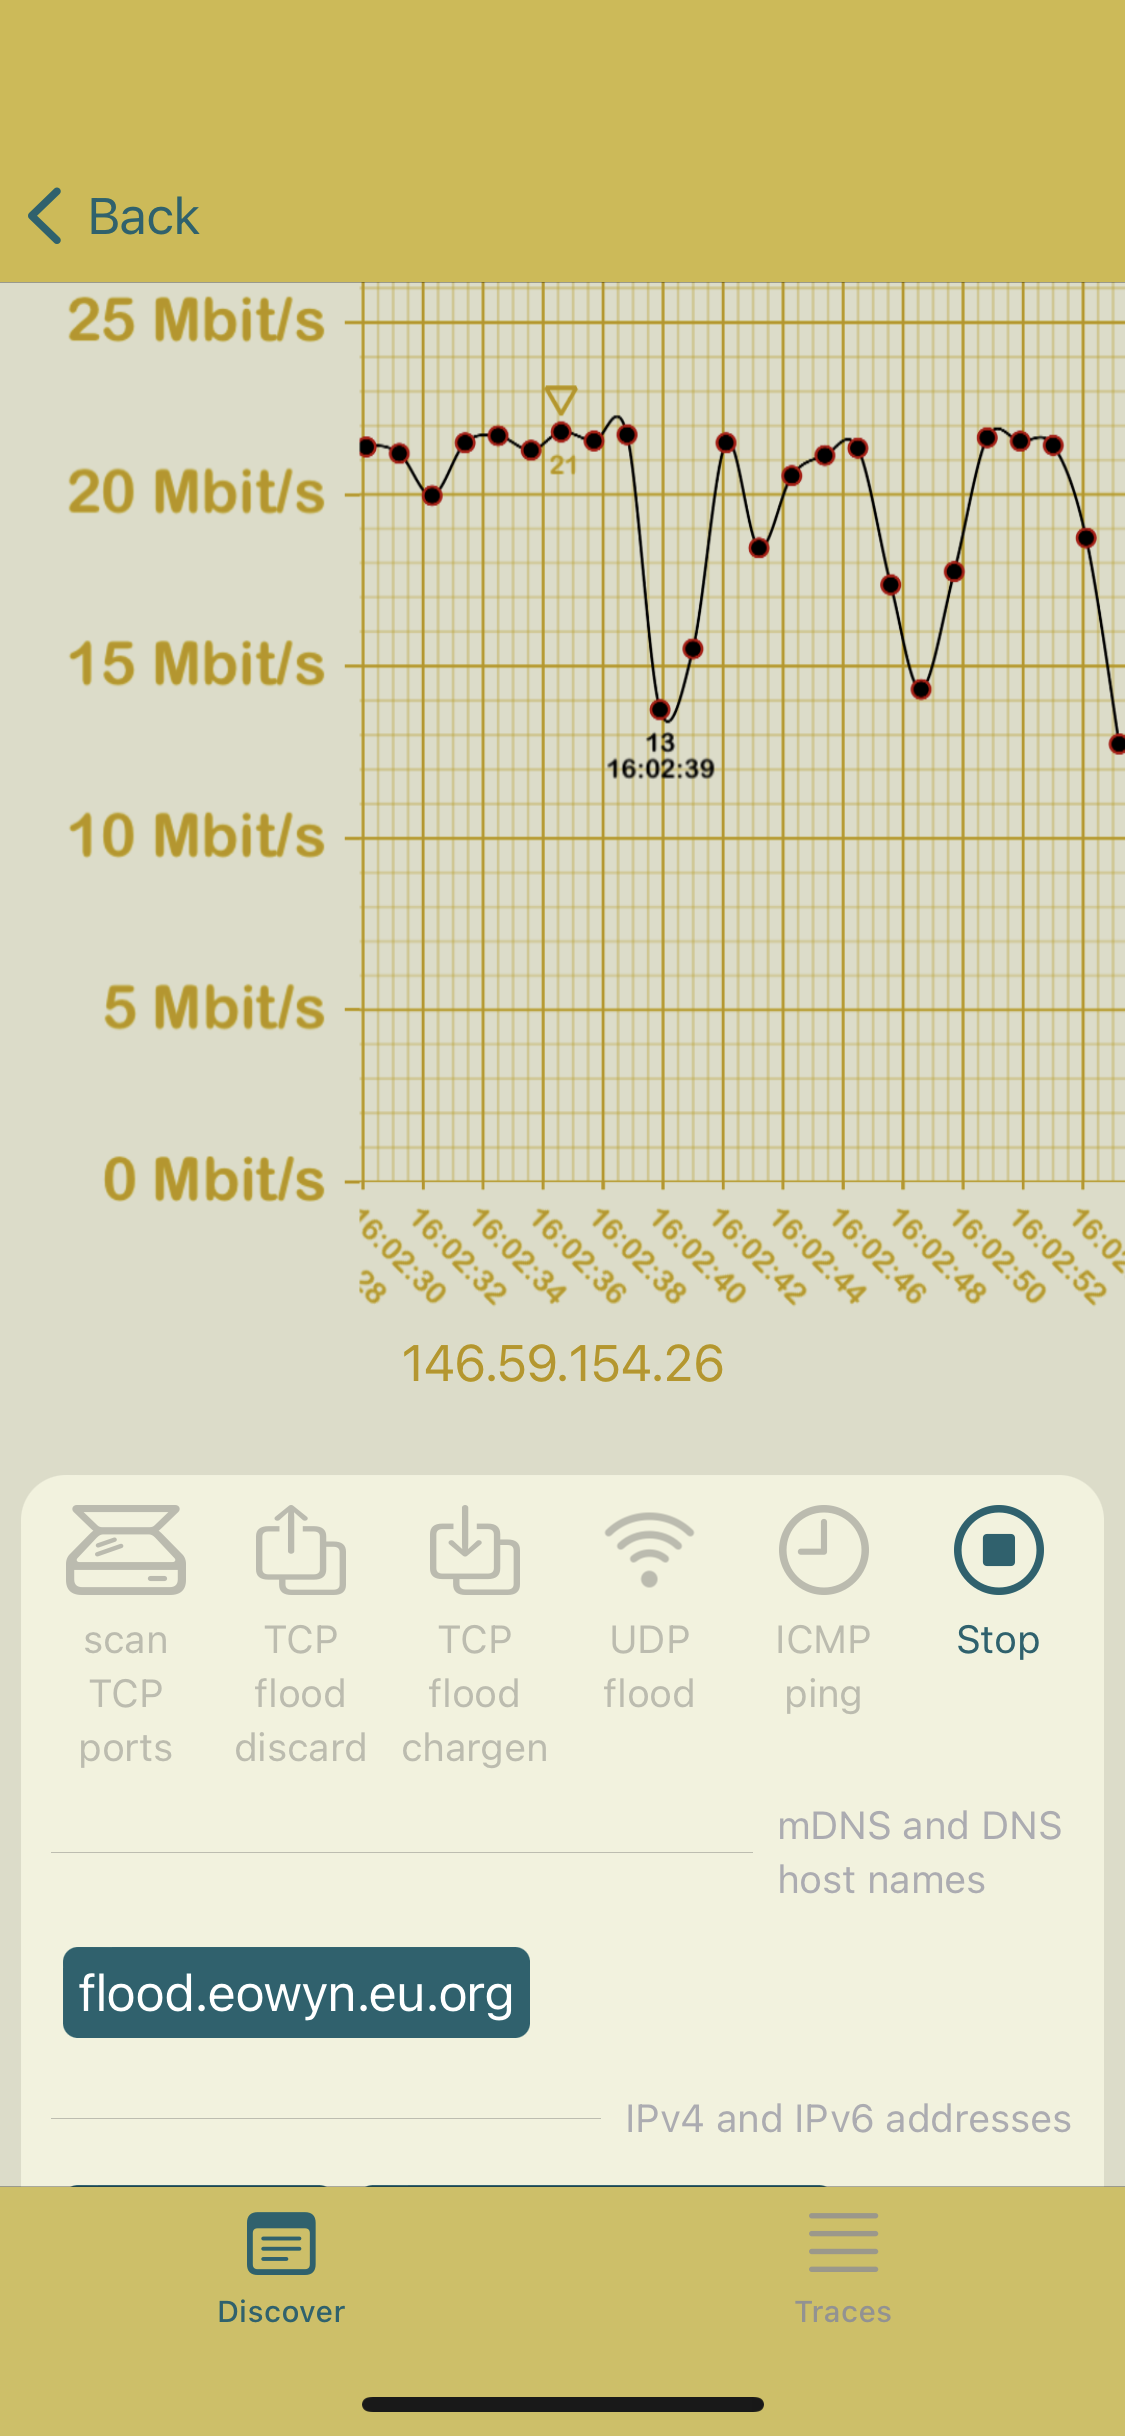 Back
25 Mbit/s
21
20 Mbit/s
15 Mbit/s
13
16:02:39
10 Mbit/s
5 Mbit/s
0 Mbit/s
28
16:02:30
16:02:32
16:02:34
16:02:36
16:02:38
16:02:40
16:02:42
16:02:44
16:02:46
16:02:48
16:02:50
16:02:52
146.59.154.26
scan TCP ports
TCP flood discard
TCP flood chargen
UDP flood
ICMP ping
Stop
mDNS and DNS
host names
flood.eowyn.eu.org
IPv4 and IPv6 addresses
Discover
Traces